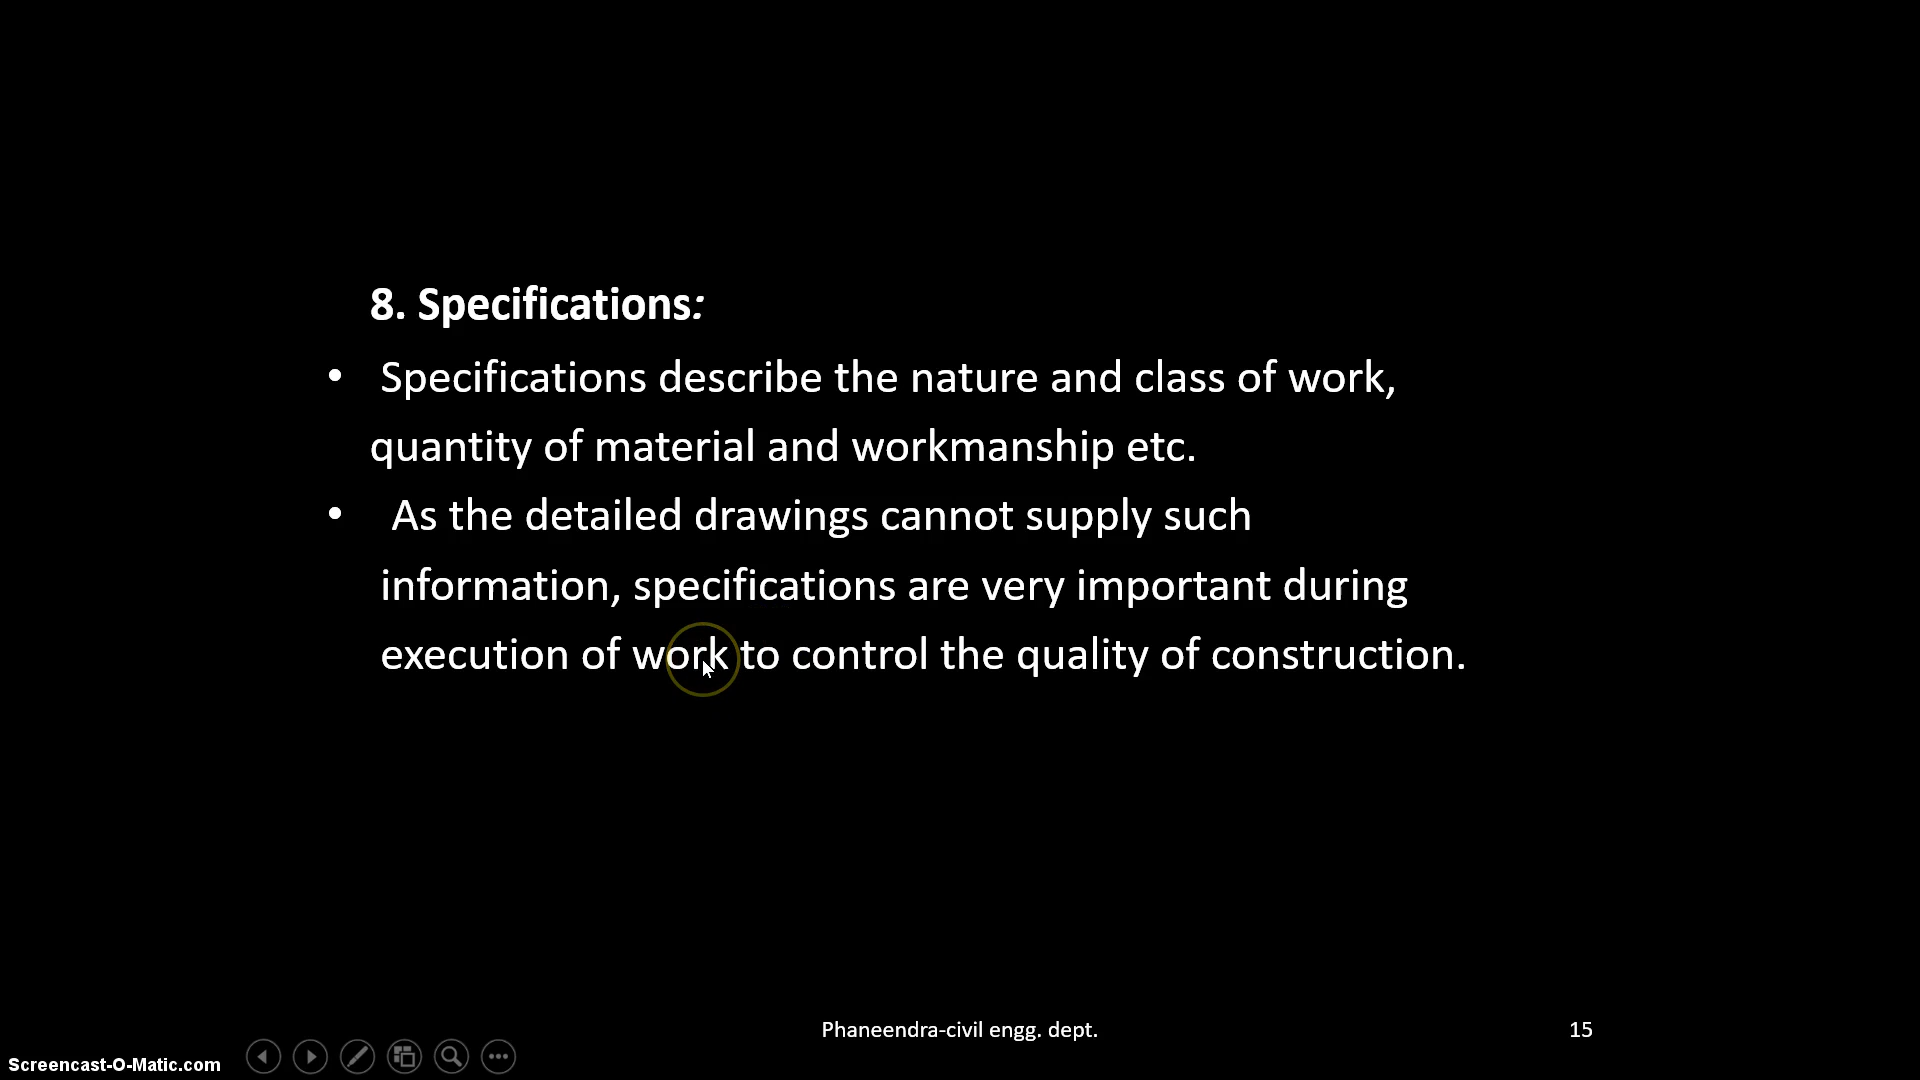 8. Specifications:
• Specifications describe the nature and class of work,
quantity of material and workmanship etc.
• As the detailed drawings cannot supply such
information, specifications are very important during
execution of work to control the quality of construction.
Phaneendra-civil engg. dept.
15
Screencast-O-Matic.com